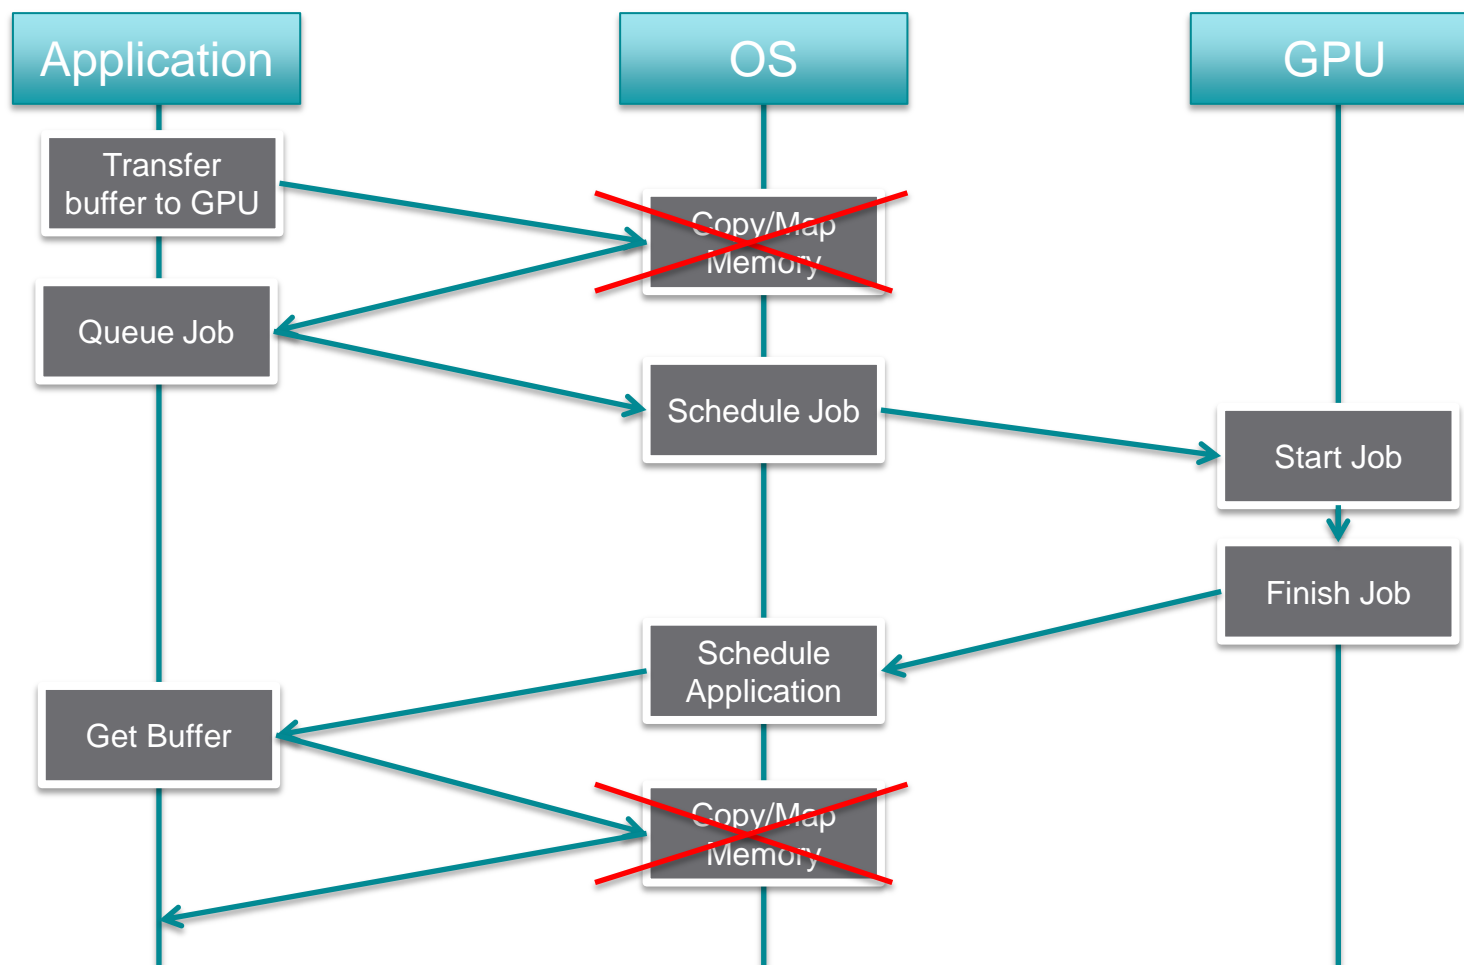 Application
OS
GPU
Transfer
buffer to GPU
Copy/Map
Memory
Queue Job
Schedule Job
Start Job
Finish Job
Schedule
Application
Get Buffer
Copy/Map
Memory